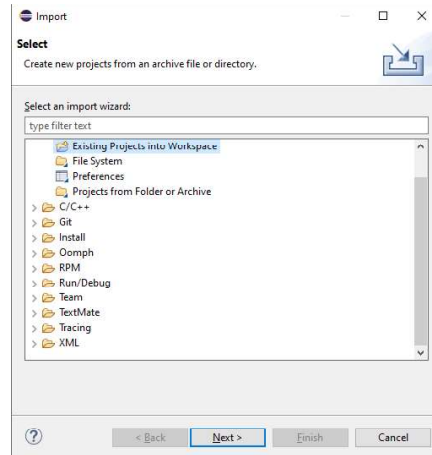 Import
Select
Create new projects from an archive file or directory.
Select an import wizard:
type filter text
Existing Projects into Workspace
File System
Preferences
Projects from Folder or Archive
C/C++
Git
Install
Oomph
RPM
Run/Debug
Team
TextMate
Tracing
XML
< Back Next > Finish Cancel